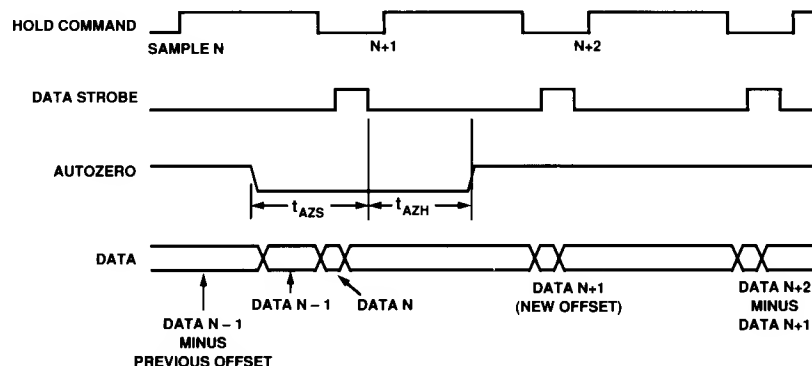 HOLD COMMAND
SAMPLE N
N+1
N+2
DATA STROBE
AUTOZERO
tAZS
tAZH
DATA
DATA N – 1
MINUS
PREVIOUS OFFSET
DATA N – 1
DATA N
DATA N+1
(NEW OFFSET)
DATA N+2
MINUS
DATA N+1